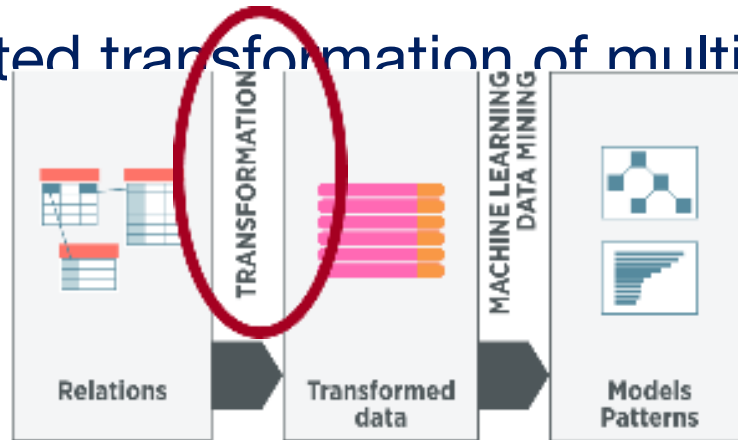 ted transformation of multi
TRANSFORMATION
MACHINE LEARNING
DATA MINING
Relations
Transformed
data
Models
Patterns